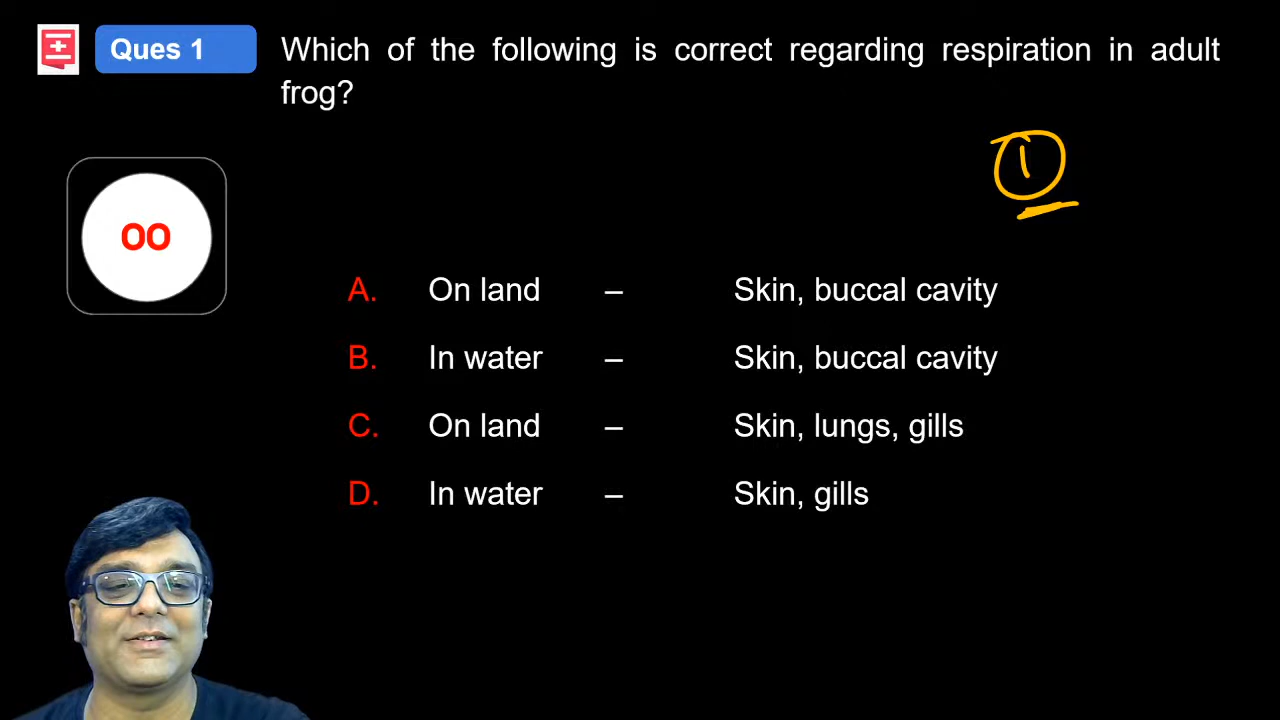 Ques 1 Which of the following is correct regarding respiration in adult
frog?
1
00
A. On land – Skin, buccal cavity
B. In water – Skin, buccal cavity
C. On land – Skin, lungs, gills
D. In water – Skin, gills